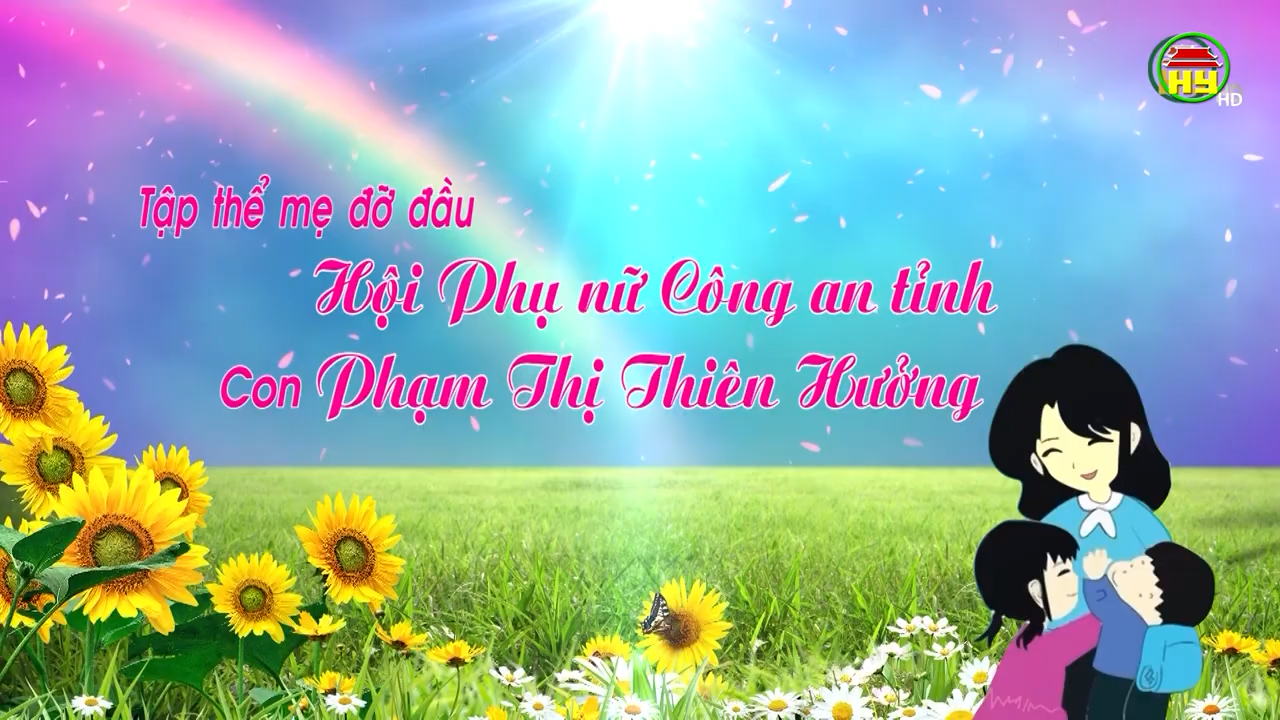 HY
HD
Tập thể mẹ đỡ đầu
Hội Phụ nữ Công an tỉnh
Con Phạm Thị Thiên Hưởng